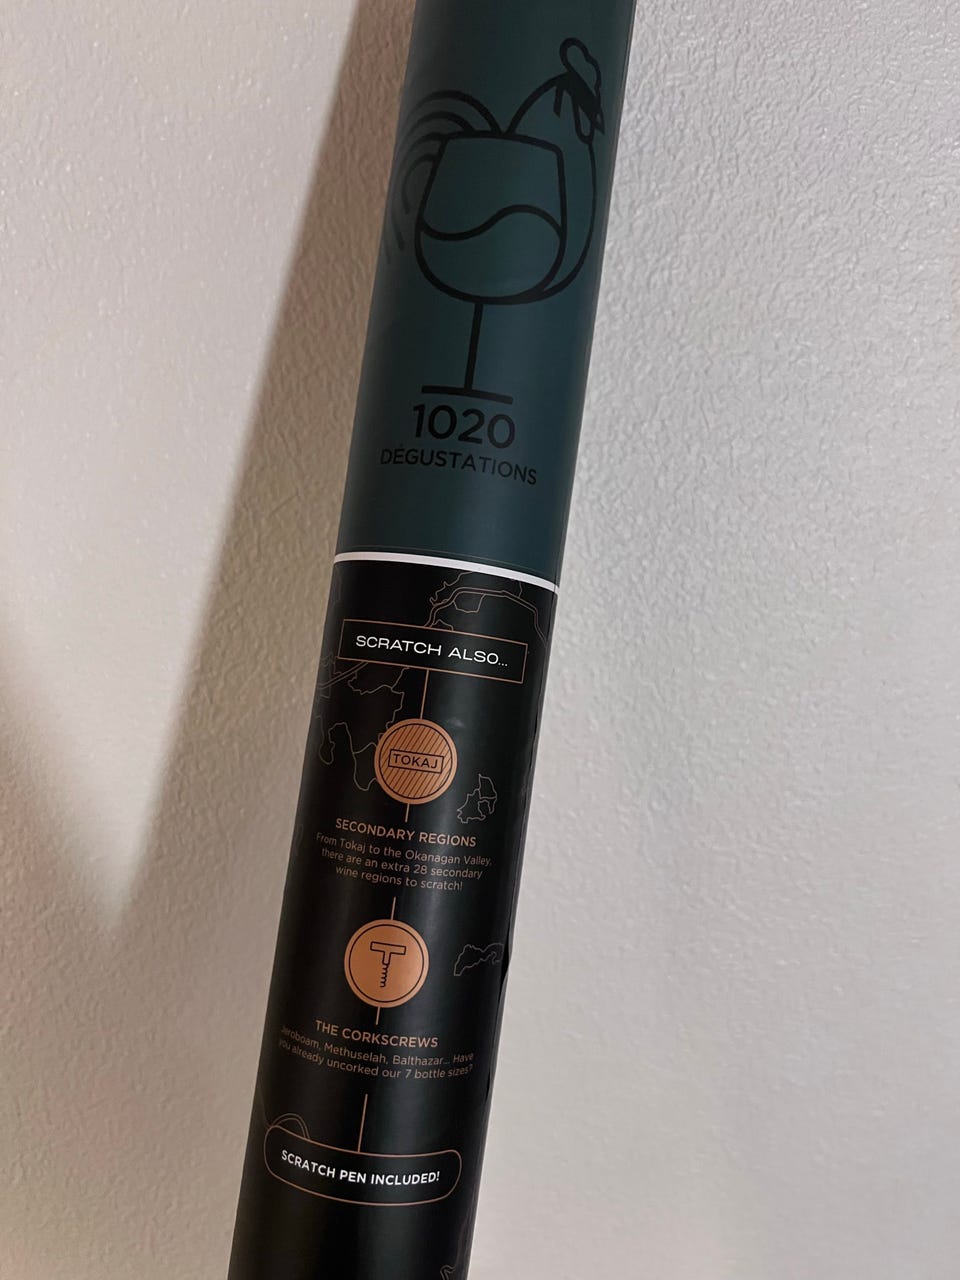 1020
DÉGUSTATIONS
SCRATCH ALSO...
TOKAJ
SECONDARY REGIONS
From Tokaj to the Okanagan Valley,
there are an extra 28 secondary
wine regions to scratch!
THE CORKSCREWS
Jeroboam, Methuselah, Balthazar... Have
you already uncorked our 7 bottle sizes?
SCRATCH PEN INCLUDED!